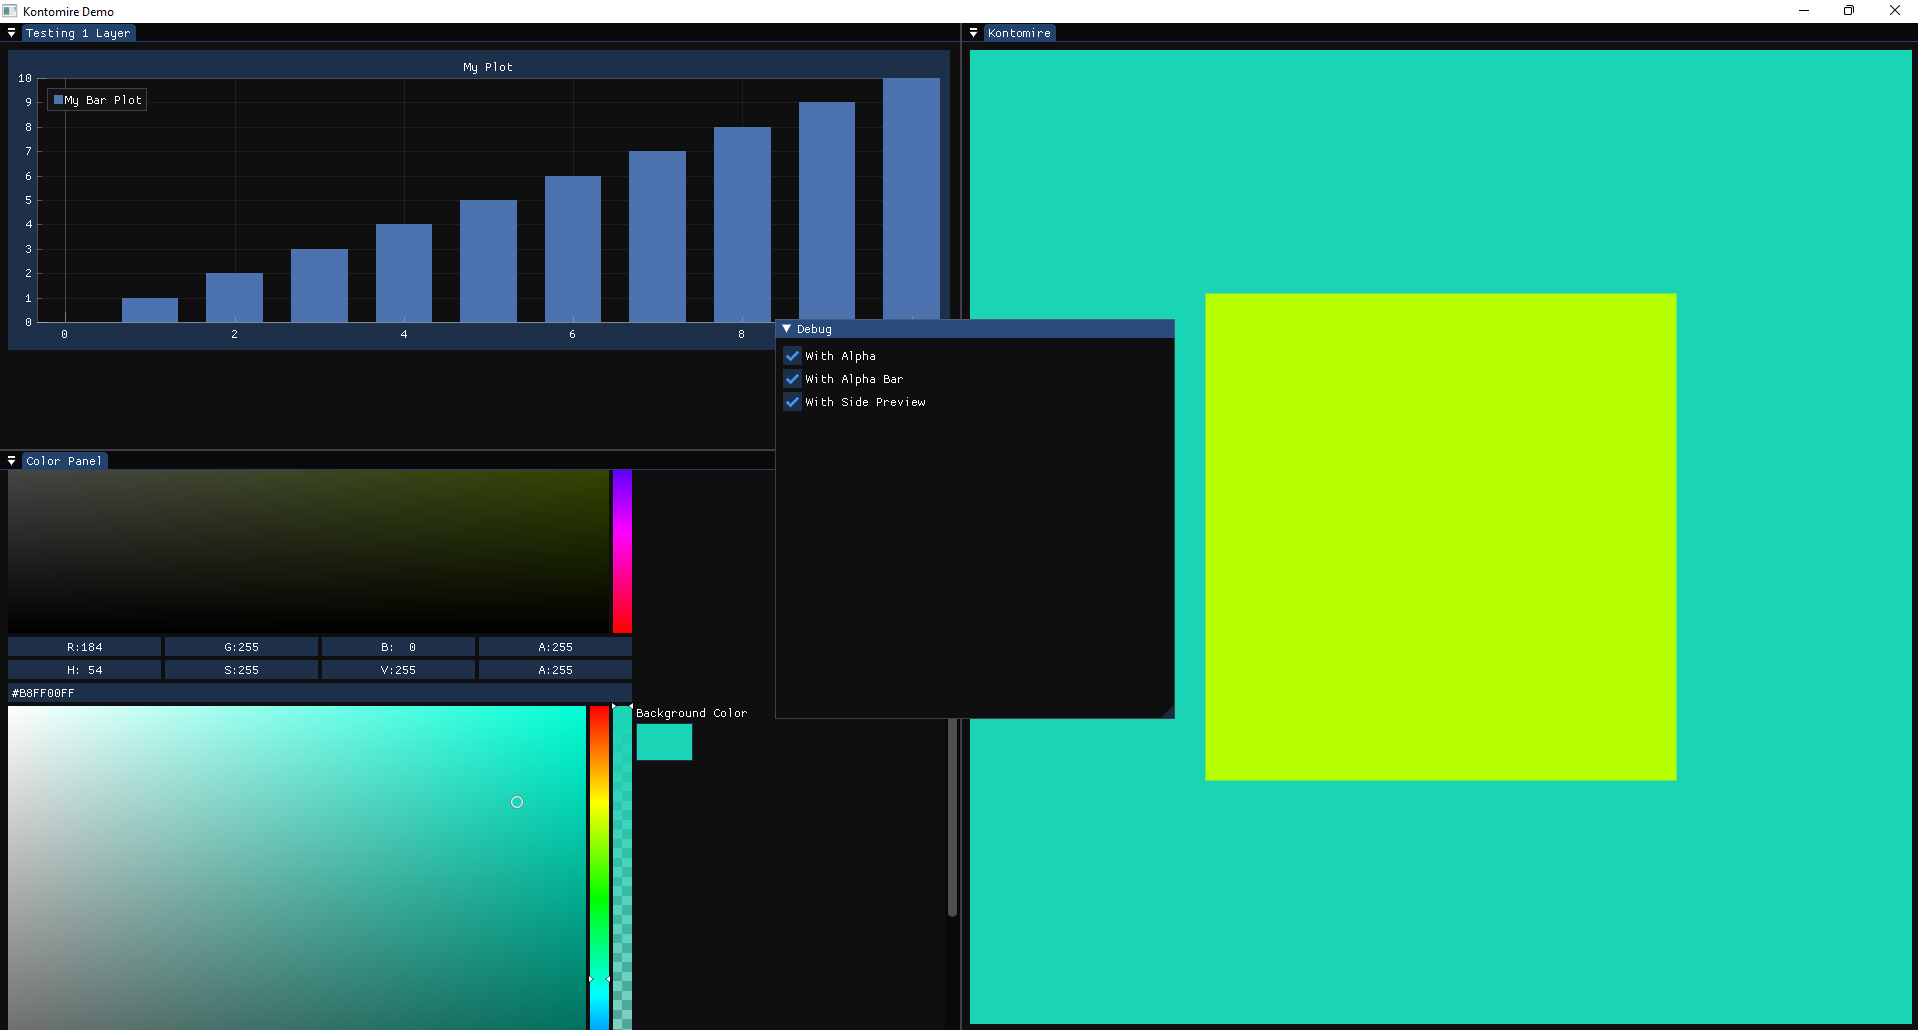 Kontomire Demo
Testing 1 Layer
Kontomire
My Plot
My Bar Plot
10
9
8
7
6
5
4
3
2
1
0
0 2 4 6 8
Debug
With Alpha
With Alpha Bar
With Side Preview
Color Panel
R:184 G:255 B: 0 A:255
H: 54 S:255 V:255 A:255
#B8FF00FF
Background Color